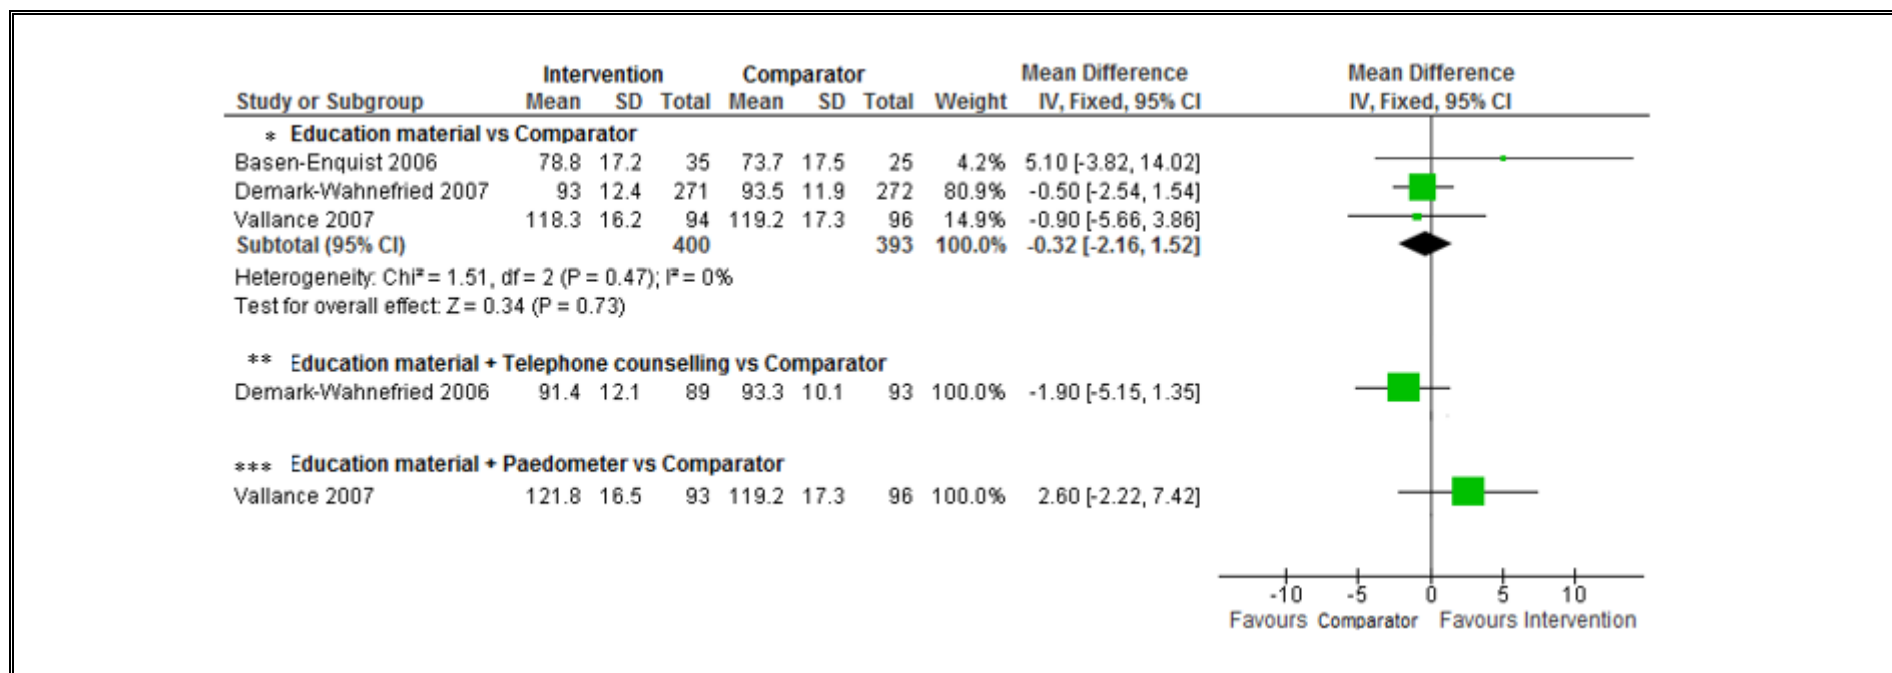 Intervention Comparator Mean Difference Mean Difference
Study or Subgroup Mean SD Total Mean SD Total Weight IV, Fixed, 95% CI IV, Fixed, 95% CI
* Education material vs Comparator
Basen-Enquist 2006 78.8 17.2 35 73.7 17.5 25 4.2% 5.10 [-3.82, 14.02]
Demark-Wahnefried 2007 93 12.4 271 93.5 11.9 272 80.9% -0.50 [-2.54, 1.54]
Vallance 2007 118.3 16.2 94 119.2 17.3 96 14.9% -0.90 [-5.66, 3.86]
Subtotal (95% CI) 400 393 100.0% -0.32 [-2.16, 1.52]
Heterogeneity: Chi² = 1.51, df = 2 (P = 0.47); I² = 0%
Test for overall effect: Z = 0.34 (P = 0.73)
** Education material + Telephone counselling vs Comparator
Demark-Wahnefried 2006 91.4 12.1 89 93.3 10.1 93 100.0% -1.90 [-5.15, 1.35]
*** Education material + Paedometer vs Comparator
Vallance 2007 121.8 16.5 93 119.2 17.3 96 100.0% 2.60 [-2.22, 7.42]
-10 -5 0 5 10
Favours Comparator Favours Intervention